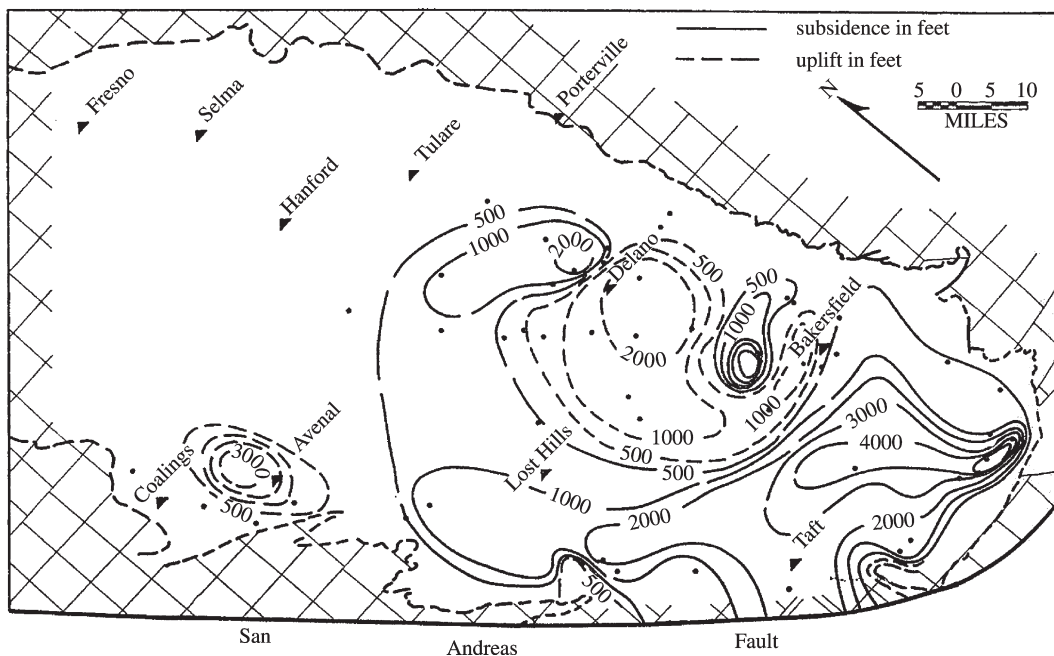 subsidence in feet
uplift in feet
N
5 0 5 10
MILES
Fresno
Selma
Hanford
Tulare
Porterville
500
1000
2000
Delano
500
2000
500
1000
Bakersfield
1000
1000
500
500
3000
4000
Coalings
Avenal
3000
500
Lost Hills
1000
2000
Taft
2000
500
San
Andreas
Fault